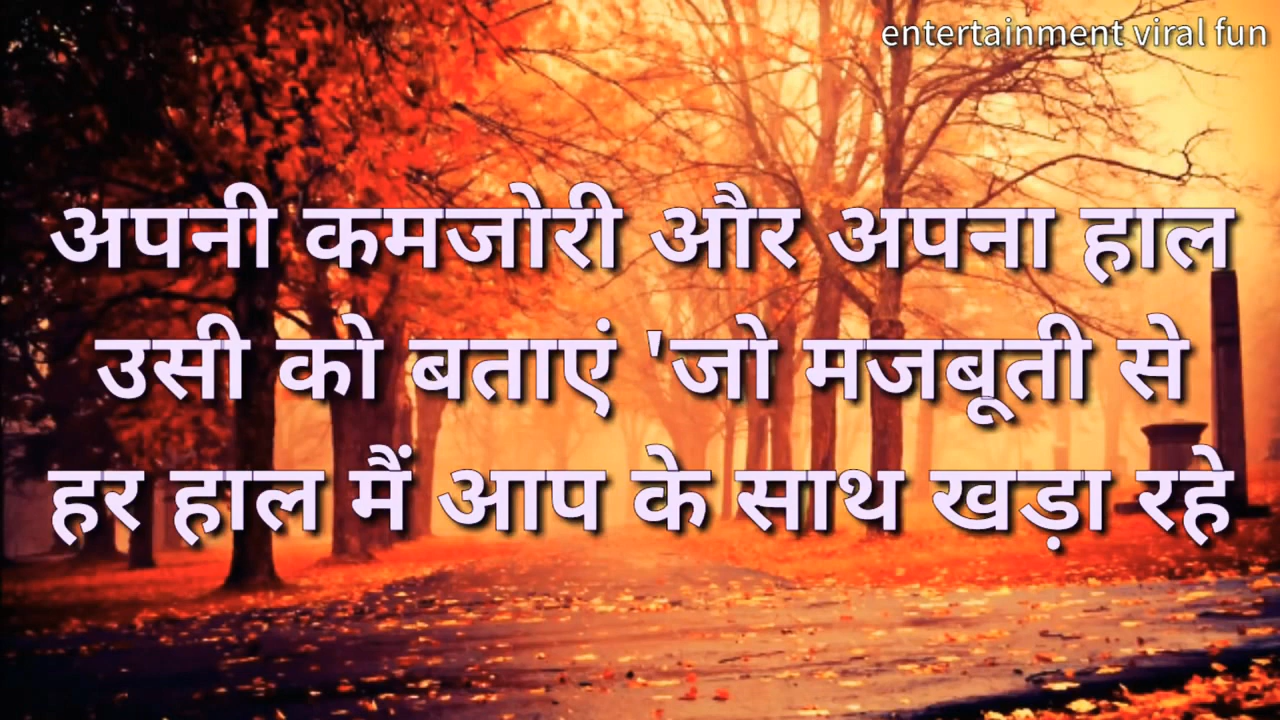 entertainment viral fun
अपनी कमजोरी और अपना हाल
उसी को बताएं 'जो मजबूती से
हर हाल मैं आप के साथ खड़ा रहे